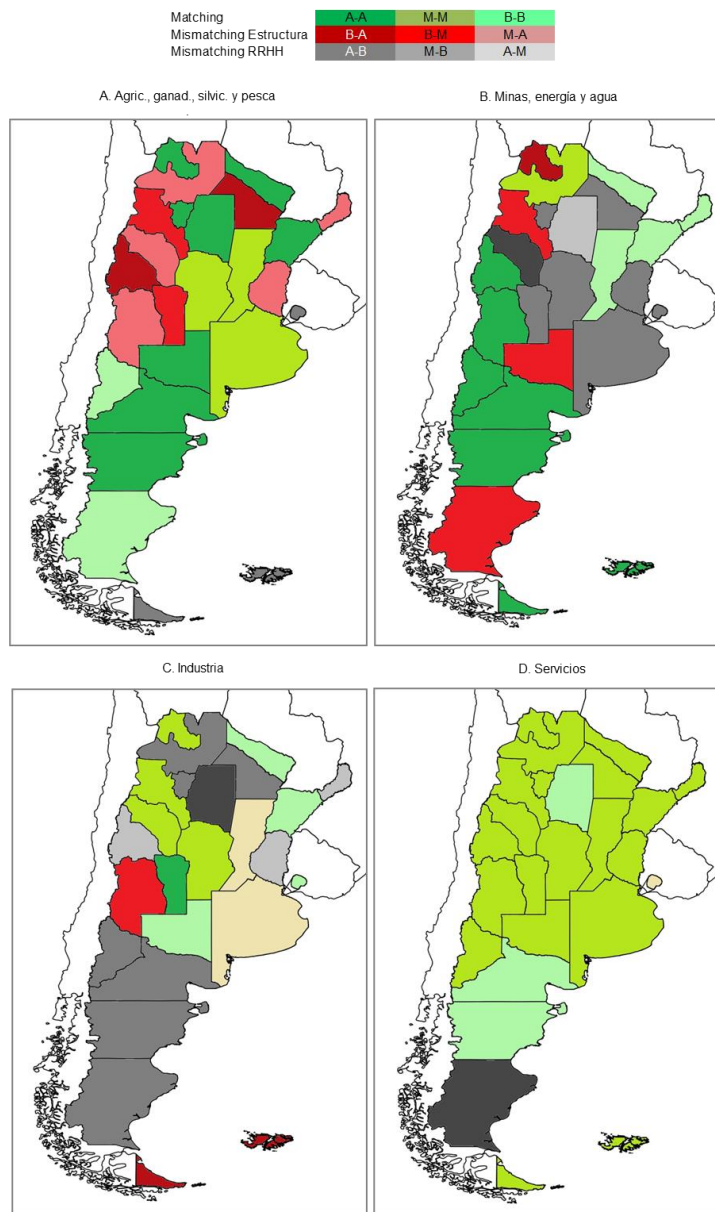 Matching A-A M-M B-B
Mismatching Estructura B-A B-M M-A
Mismatching RRHH A-B M-B A-M
A. Agric., ganad., silvic. y pesca
B. Minas, energía y agua
C. Industria
D. Servicios